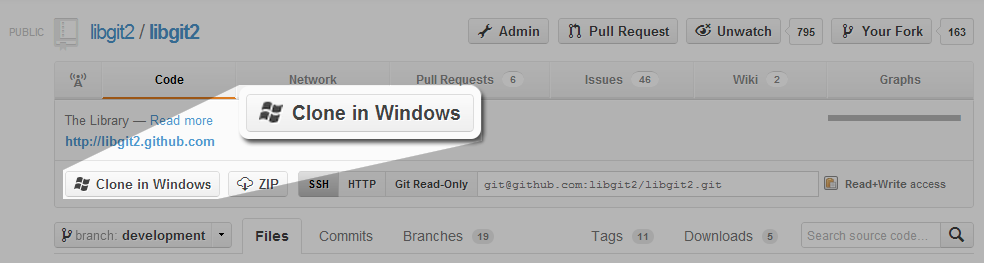 PUBLIC libgit2 / libgit2 Admin Pull Request Unwatch 795 Your Fork 163
Code Network Pull Requests 6 Issues 46 Wiki 2 Graphs
The Library — Read more
Clone in Windows
http://libgit2.github.com
Clone in Windows ZIP SSH HTTP Git Read-Only git@github.com:libgit2/libgit2.git Read+Write access
branch: development Files Commits Branches 19 Tags 11 Downloads 5 Search source code...